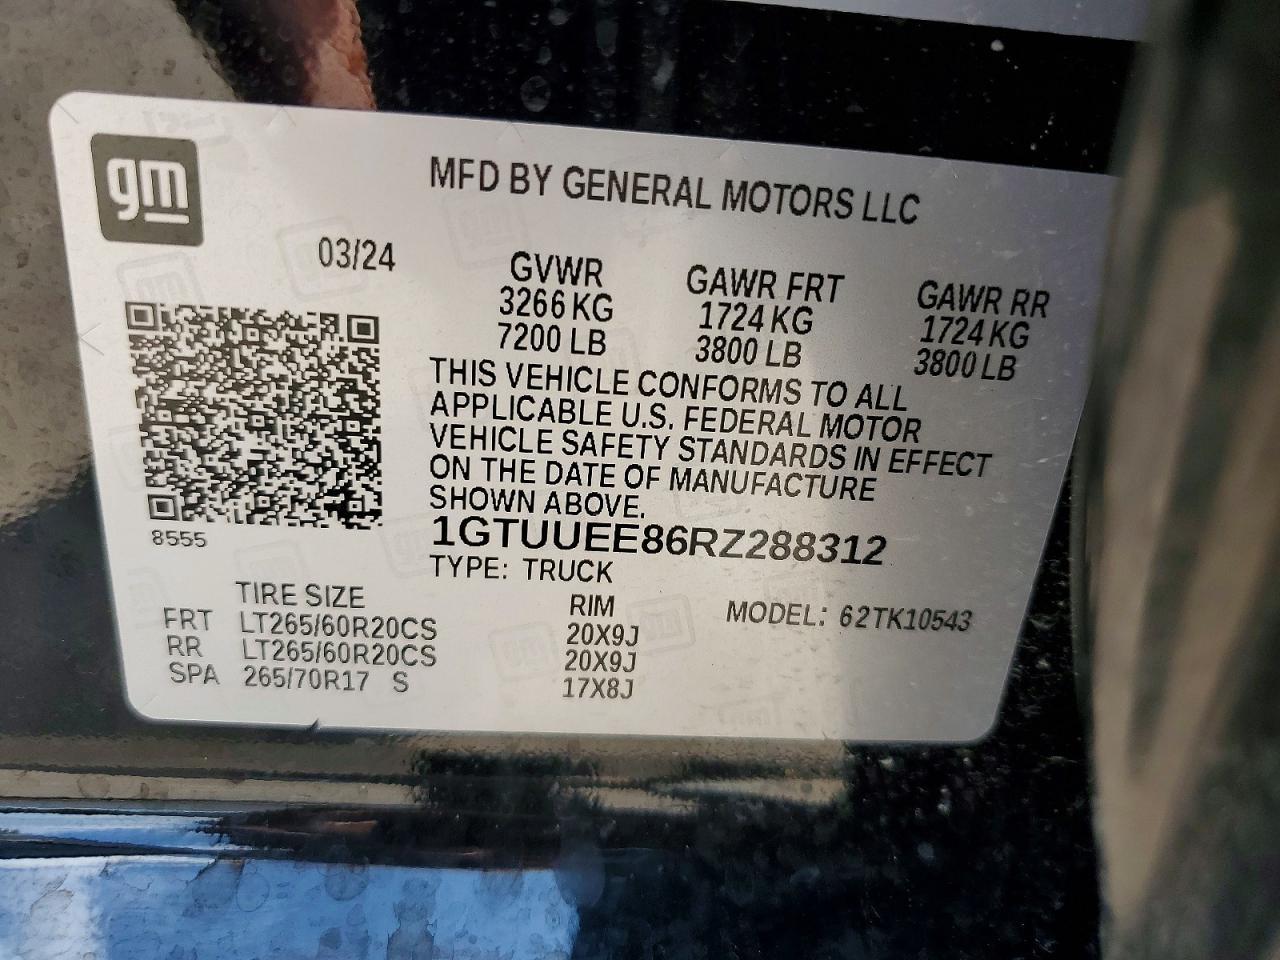 gm
MFD BY GENERAL MOTORS LLC
03/24
GVWR GAWR FRT GAWR RR
3266 KG 1724 KG 1724 KG
7200 LB 3800 LB 3800 LB
THIS VEHICLE CONFORMS TO ALL
APPLICABLE U.S. FEDERAL MOTOR
VEHICLE SAFETY STANDARDS IN EFFECT
ON THE DATE OF MANUFACTURE
SHOWN ABOVE.
8555
1GTUUEE86RZ288312
TYPE: TRUCK
TIRE SIZE RIM MODEL: 62TK10543
FRT LT265/60R20CS 20X9J
RR LT265/60R20CS 20X9J
SPA 265/70R17 S 17X8J